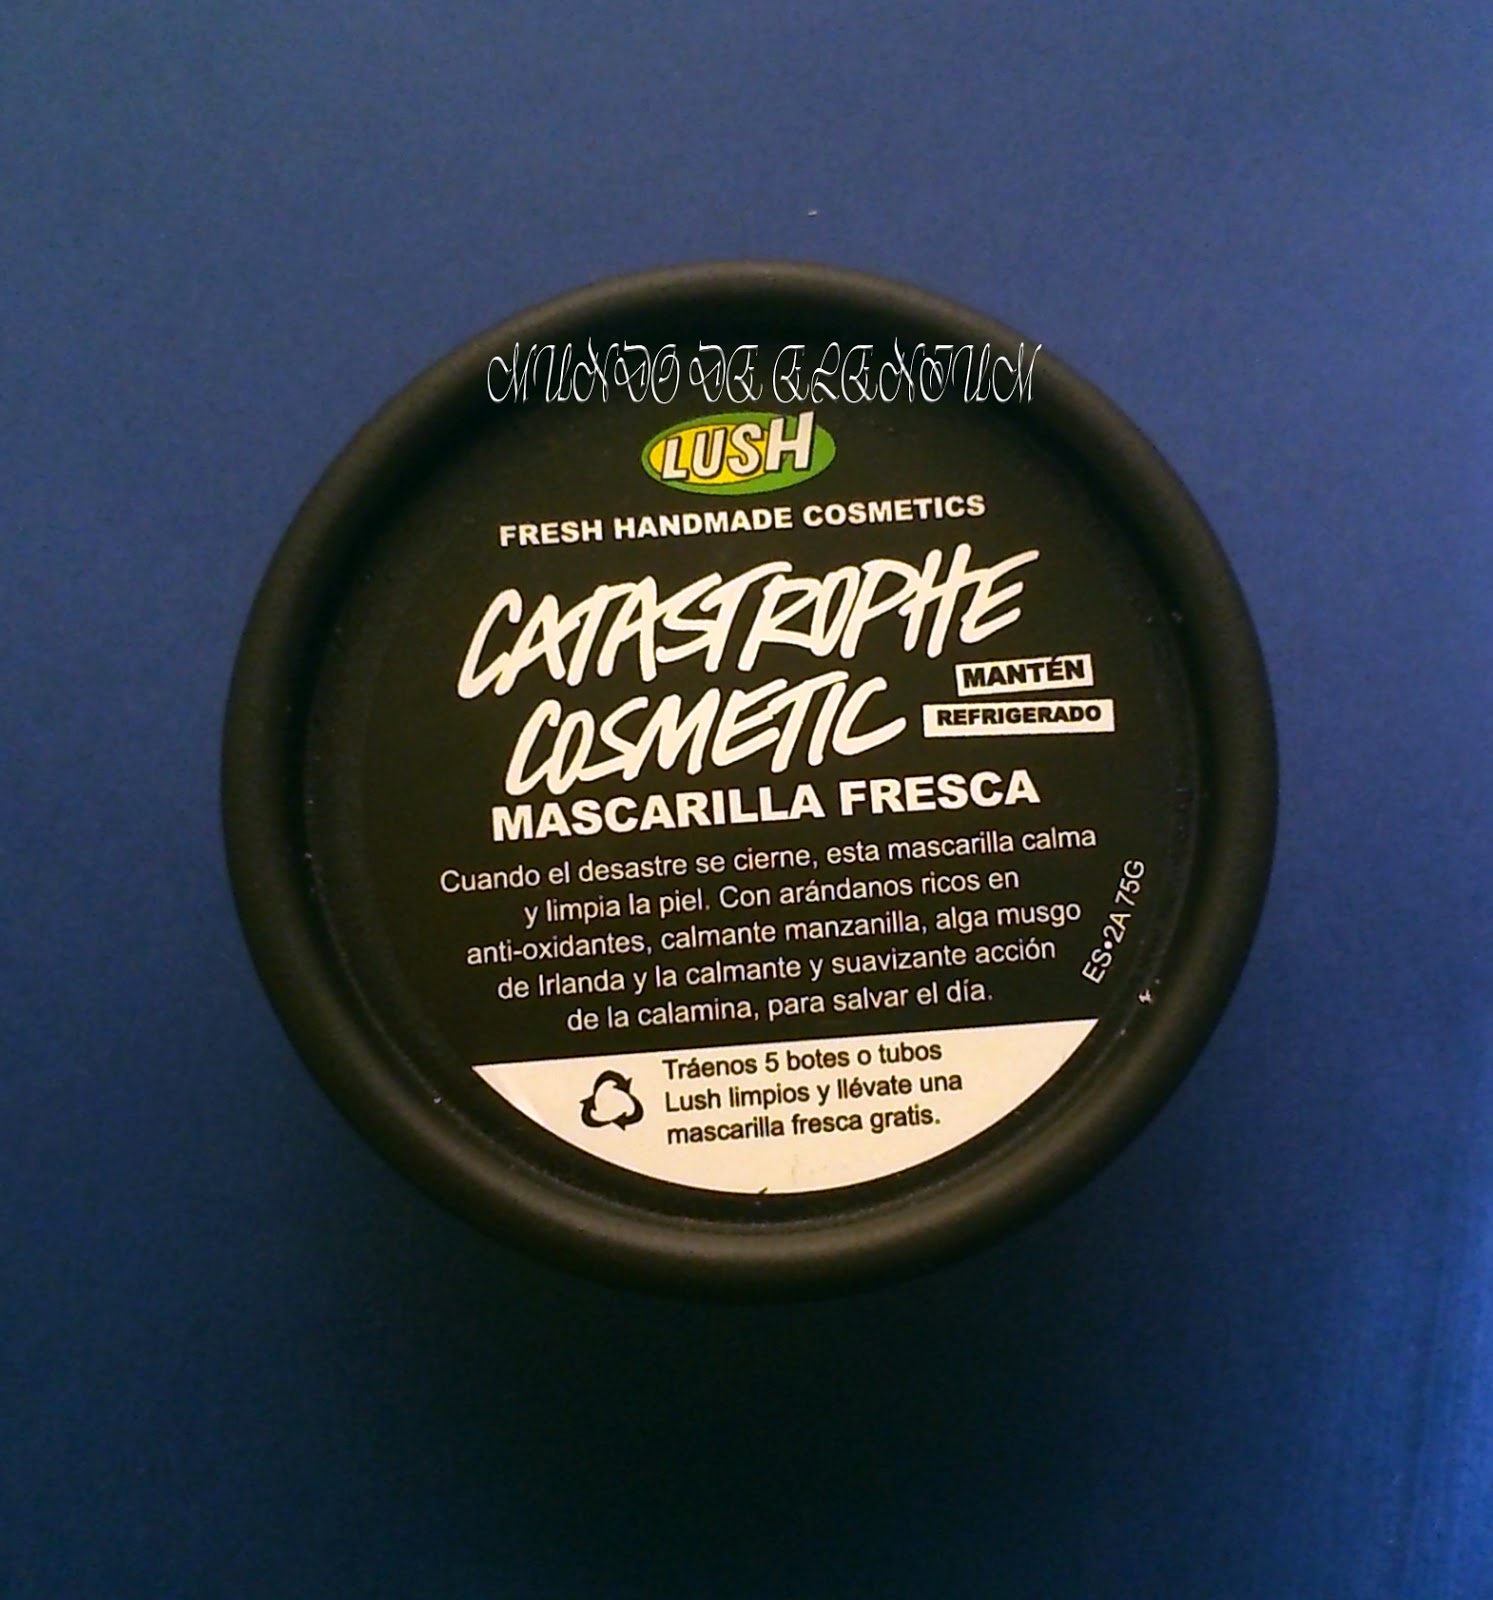 MUNDO DE ELENIUM
LUSH
FRESH HANDMADE COSMETICS
CATASTROPHE
COSMETIC
MANTÉN
REFRIGERADO
MASCARILLA FRESCA
Cuando el desastre se cierne, esta mascarilla calma
y limpia la piel. Con arándanos ricos en
anti-oxidantes, calmante manzanilla, alga musgo
de Irlanda y la calmante y suavizante acción
de la calamina, para salvar el día.
ES•2A 75G
Tráenos 5 botes o tubos
Lush limpios y llévate una
mascarilla fresca gratis.